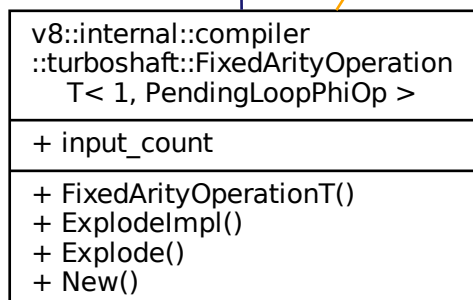 v8::internal::compiler
::turboshaft::FixedArityOperation
T< 1, PendingLoopPhiOp >
+ input_count
+ FixedArityOperationT()
+ ExplodeImpl()
+ Explode()
+ New()